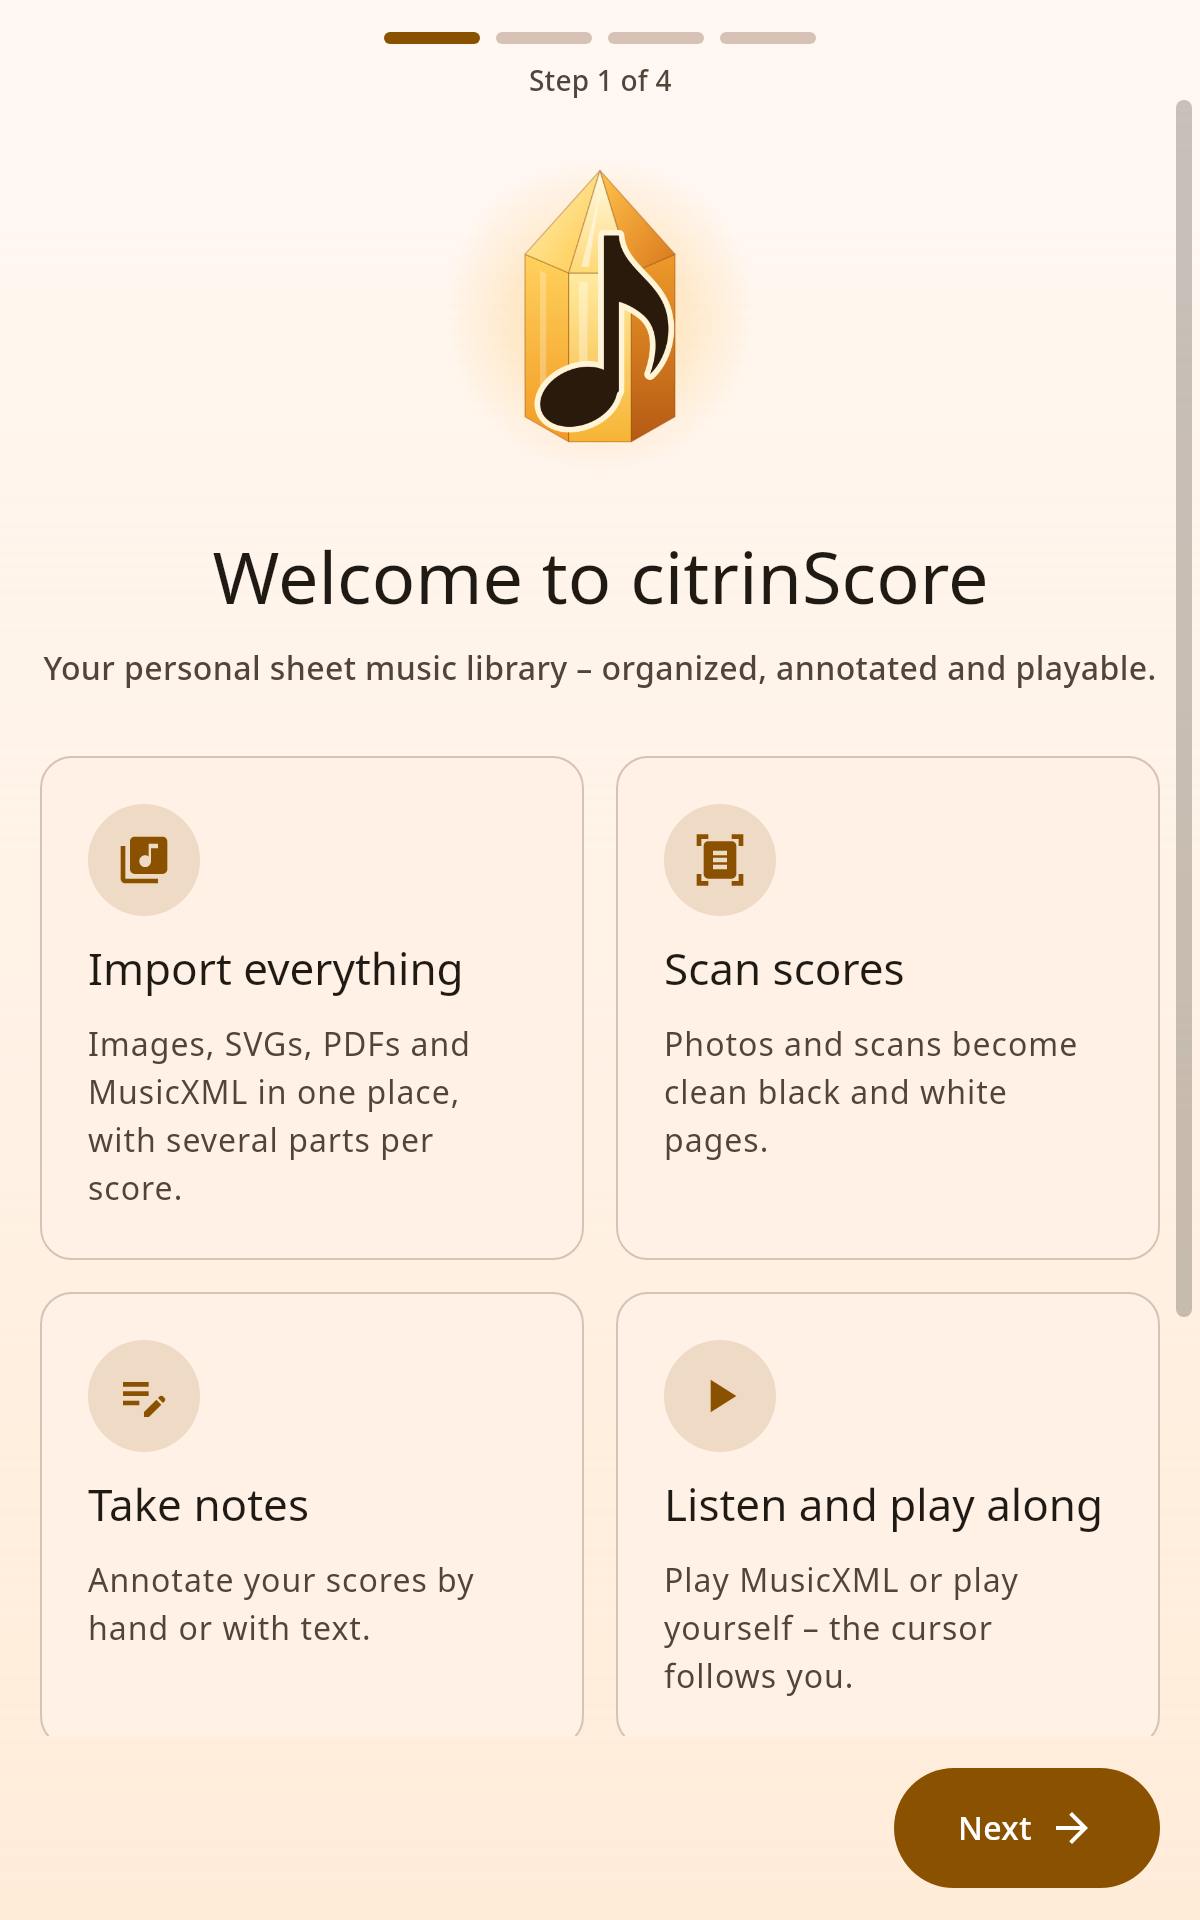 Step 1 of 4
Welcome to citrinScore
Your personal sheet music library – organized, annotated and playable.
Import everything
Images, SVGs, PDFs and
MusicXML in one place,
with several parts per
score.
Scan scores
Photos and scans become
clean black and white
pages.
Take notes
Annotate your scores by
hand or with text.
Listen and play along
Play MusicXML or play
yourself – the cursor
follows you.
Next